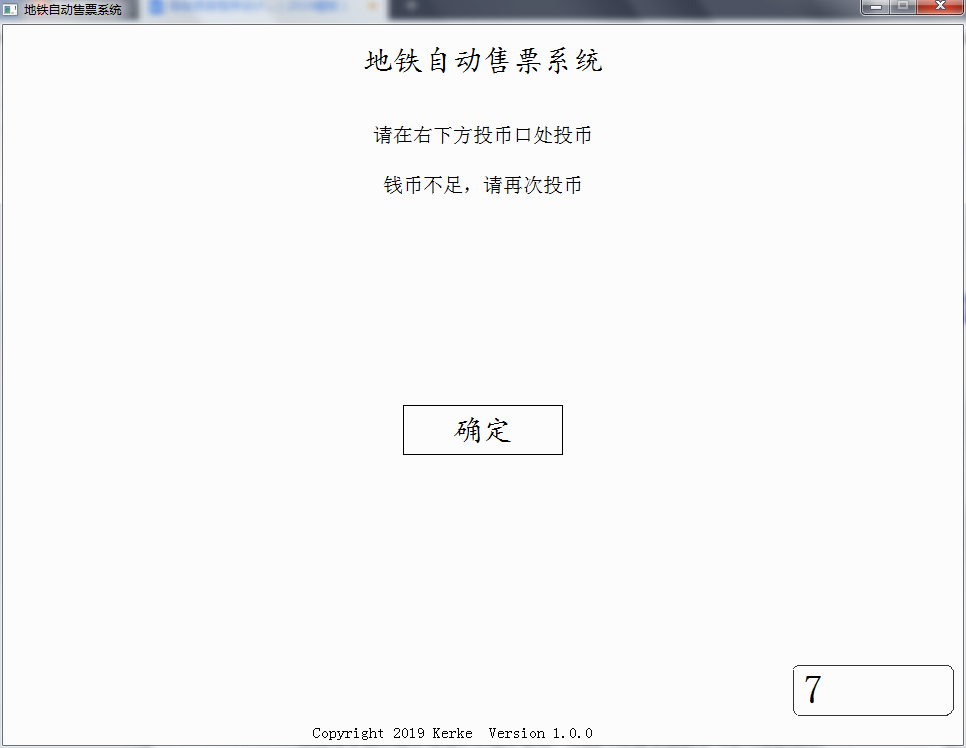 地铁自动售票系统
地铁自动售票系统
请在右下方投币口处投币
钱币不足，请再次投币
确定
7
Copyright 2019 Kerke  Version 1.0.0